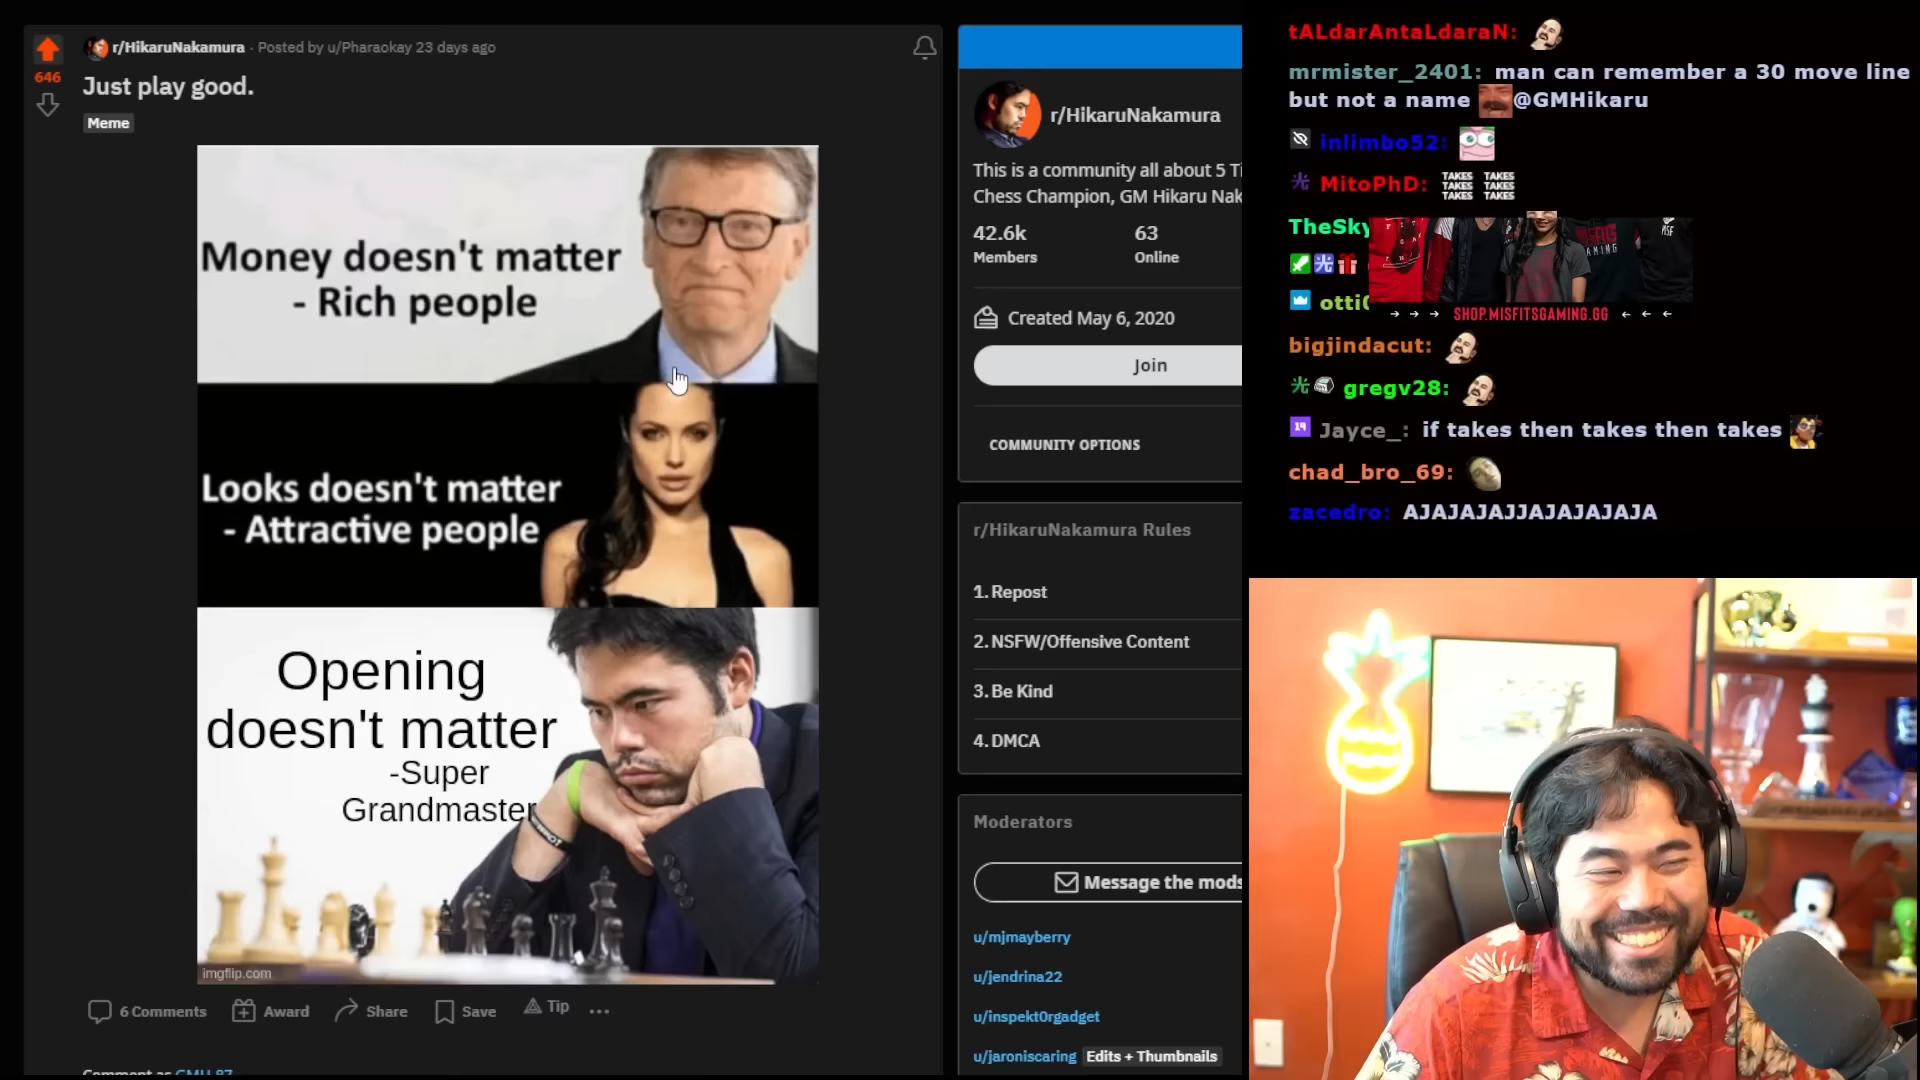 r/HikaruNakamura · Posted by u/Pharaokay 23 days ago
646
Just play good.
Meme
Money doesn't matter
- Rich people
Looks doesn't matter
- Attractive people
Opening
doesn't matter
-Super
Grandmaster
imgflip.com
6 Comments
Award
Share
Save
Tip
r/HikaruNakamura
This is a community all about 5 Ti
Chess Champion, GM Hikaru Nak
42.6k
63
Members
Online
Created May 6, 2020
Join
COMMUNITY OPTIONS
r/HikaruNakamura Rules
1. Repost
2. NSFW/Offensive Content
3. Be Kind
4. DMCA
Moderators
Message the mods
u/mjmayberry
u/jendrina22
u/inspekt0rgadget
u/jaroniscaring Edits + Thumbnails
tALdarAntaLdaraN:
mrmister_2401: man can remember a 30 move line
but not a name @GMHikaru
inlimbo52:
MitoPhD: TAKES TAKES
TAKES TAKES
TAKES TAKES
TheSky
otti
SHOP.MISFITSGAMING.GG
bigjindacut:
gregv28:
19 Jayce_: if takes then takes then takes
chad_bro_69:
zacedro: AJAJAJAJJAJAJAJAJA